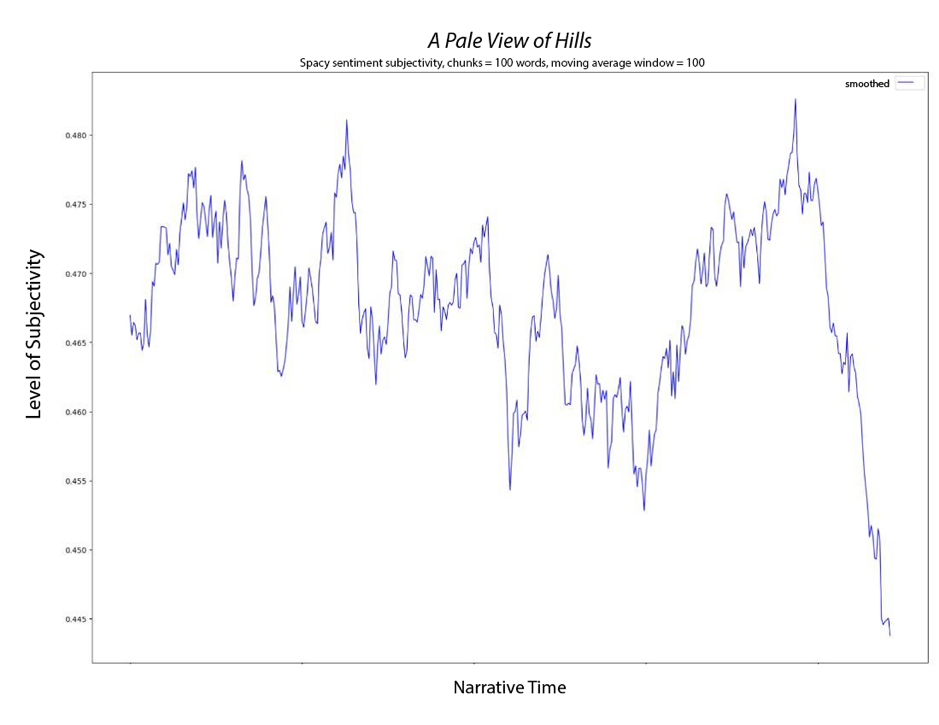 A Pale View of Hills
Spacy sentiment subjectivity, chunks = 100 words, moving average window = 100
smoothed
Level of Subjectivity
0.480
0.475
0.470
0.465
0.460
0.455
0.450
0.445
Narrative Time